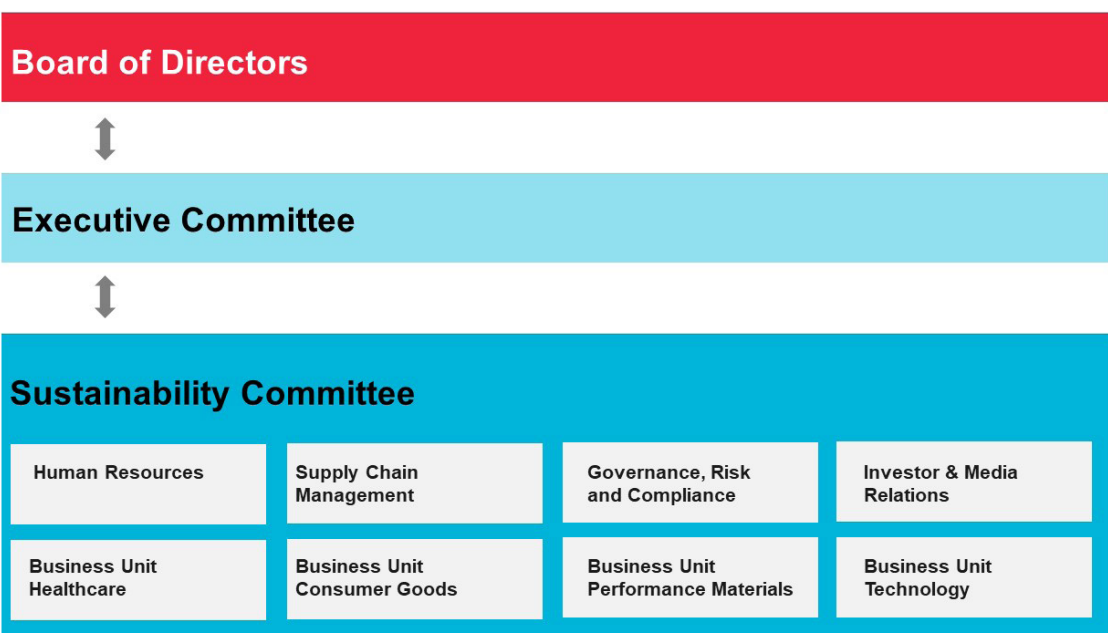 Board of Directors
Executive Committee
Sustainability Committee
Human Resources
Supply Chain
Management
Governance, Risk
and Compliance
Investor & Media
Relations
Business Unit
Healthcare
Business Unit
Consumer Goods
Business Unit
Performance Materials
Business Unit
Technology